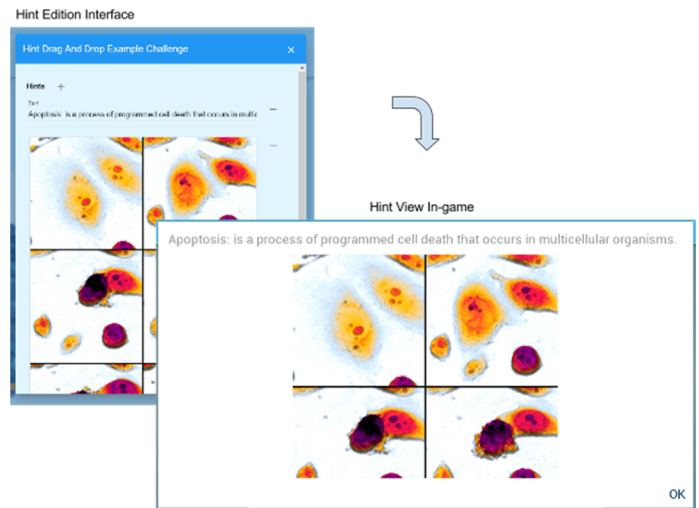 Hint Edition Interface
Hint Drag And Drop Example Challenge
Hints +
Text
Apoptosis: is a process of programmed cell death that occurs in multic
Hint View In-game
Apoptosis: is a process of programmed cell death that occurs in multicellular organisms.
OK